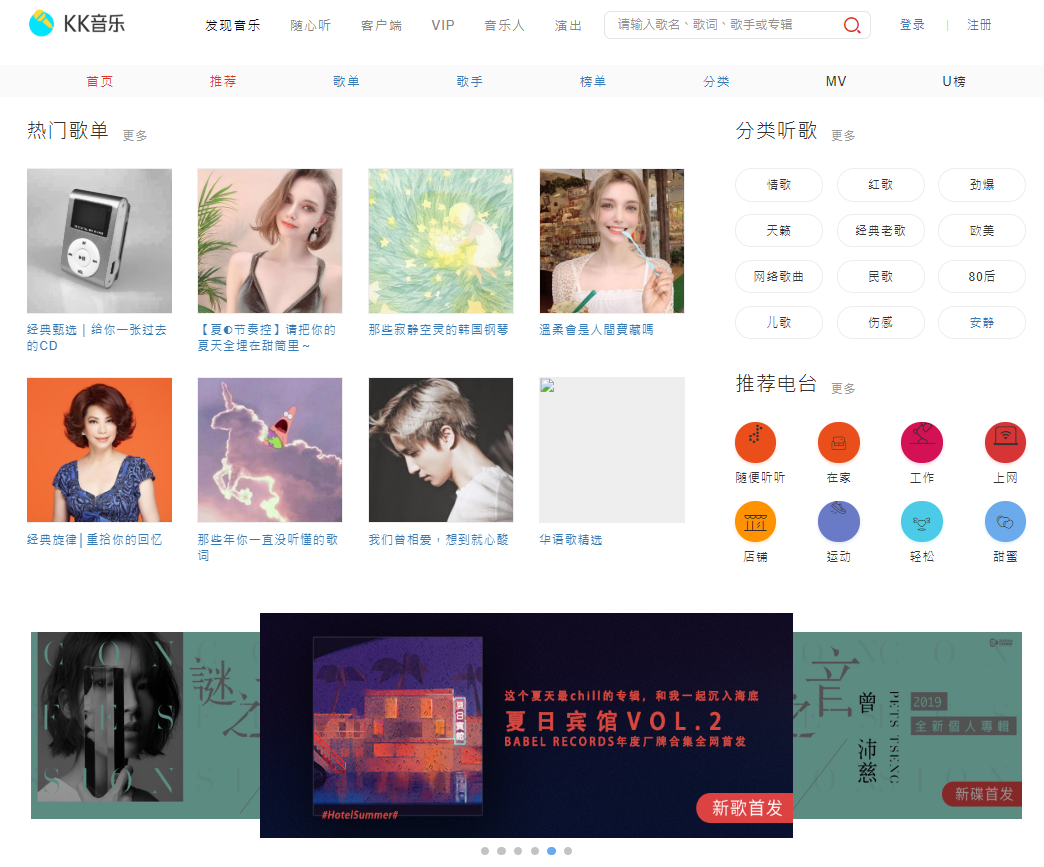 KK音乐
发现音乐
随心听
客户端
VIP
音乐人
演出
请输入歌名、歌词、歌手或专辑
登录
|
注册
首页
推荐
歌单
歌手
榜单
分类
MV
U榜
热门歌单 更多
经典甄选 | 给你一张过去
的CD
【夏◐节奏控】请把你的
夏天全埋在甜筒里～
那些寂静空灵的韩国钢琴
温柔會是人間寶藏嗎
经典旋律│重拾你的回忆
那些年你一直没听懂的歌
词
我们曾相爱，想到就心酸
华语歌精选
分类听歌 更多
情歌
红歌
劲爆
天籁
经典老歌
欧美
网络歌曲
民歌
80后
儿歌
伤感
安静
推荐电台 更多
随便听听
在家
工作
上网
店铺
运动
轻松
甜蜜
CON
FES
SION
谜之
夏日賓館
#HotelSummer#
这个夏天最chill的专辑，和我一起沉入海底
夏日宾馆VOL.2
BABEL RECORDS年度厂牌合集全网首发
新歌首发
之音
曾沛慈
PETS TSENG
2019
全新個人專輯
新碟首发